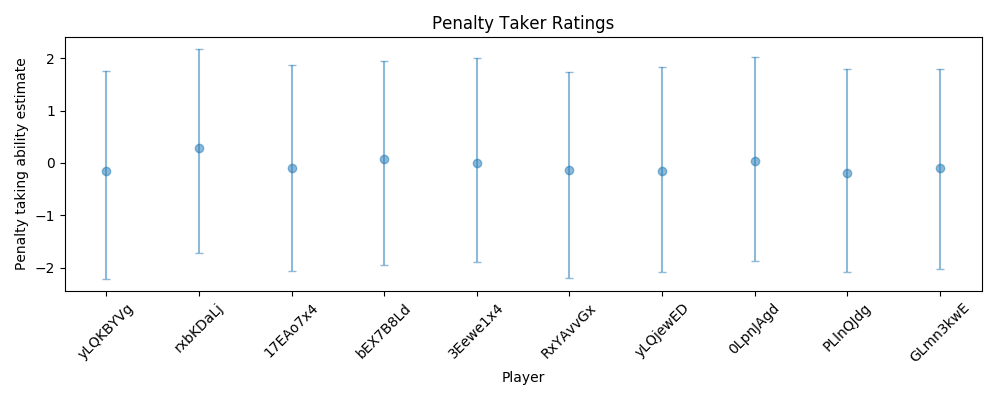 Penalty Taker Ratings
Penalty taking ability estimate
2
1
0
−1
−2
yLQKBYVg
rxbKDaLj
17EAo7x4
bEX7B8Ld
3Eewe1x4
RxYAvvGx
yLQjewED
0LpnJAgd
PLlnQJdg
GLmn3kwE
Player